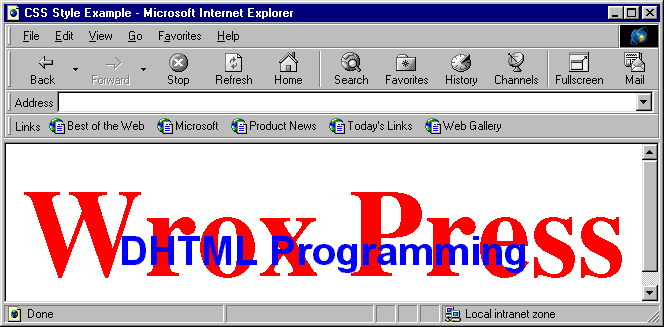 CSS Style Example - Microsoft Internet Explorer
File Edit View Go Favorites Help
Back Forward Stop Refresh Home Search Favorites History Channels Fullscreen Mail
Address
Links Best of the Web Microsoft Product News Today's Links Web Gallery
Wrox Press
DHTML Programming
Done Local intranet zone